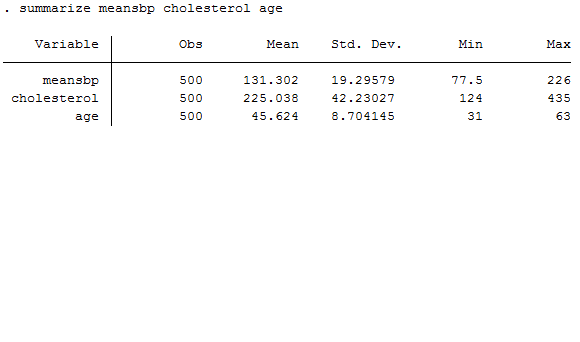 . summarize meansbp cholesterol age
Variable Obs Mean Std. Dev. Min Max
meansbp 500 131.302 19.29579 77.5 226
cholesterol 500 225.038 42.23027 124 435
age 500 45.624 8.704145 31 63